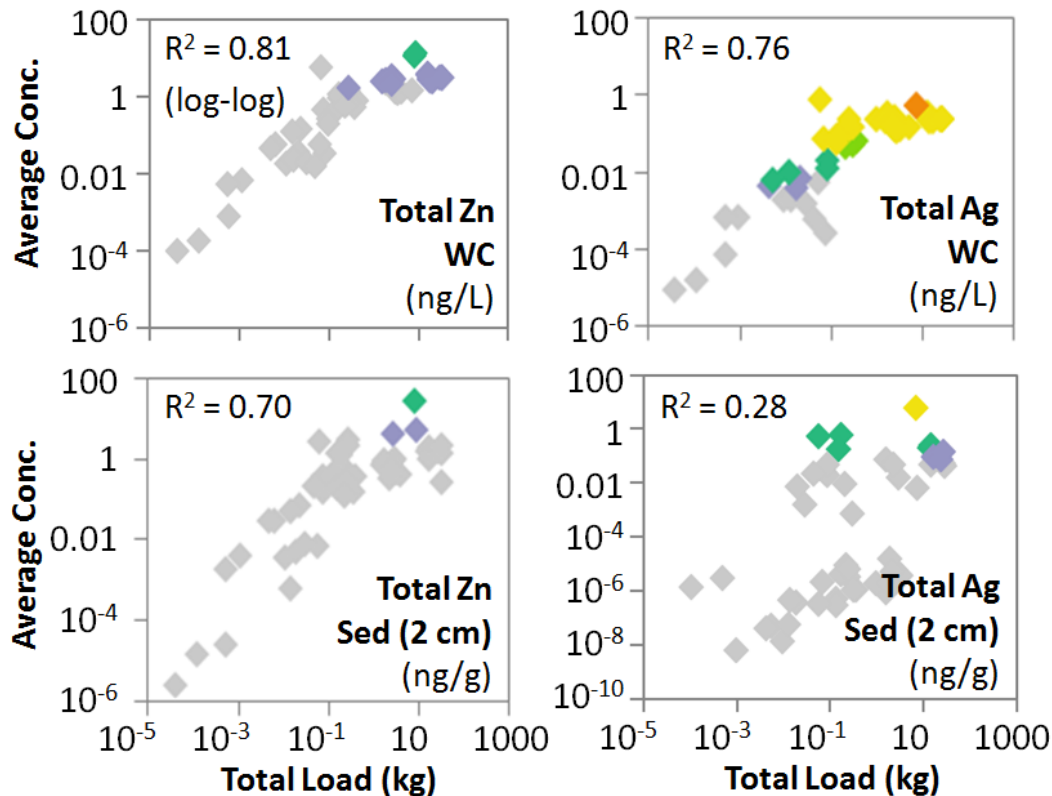 100
1
0.01
10-4
10-6
Average Conc.
R2 = 0.81
(log-log)
Total Zn
WC
(ng/L)
100
1
0.01
10-4
10-6
R2 = 0.76
Total Ag
WC
(ng/L)
100
1
0.01
10-4
10-6
Average Conc.
R2 = 0.70
Total Zn
Sed (2 cm)
(ng/g)
10-5
10-3
10-1
10
1000
Total Load (kg)
100
1
0.01
10-4
10-6
10-8
10-10
R2 = 0.28
Total Ag
Sed (2 cm)
(ng/g)
10-5
10-3
10-1
10
1000
Total Load (kg)